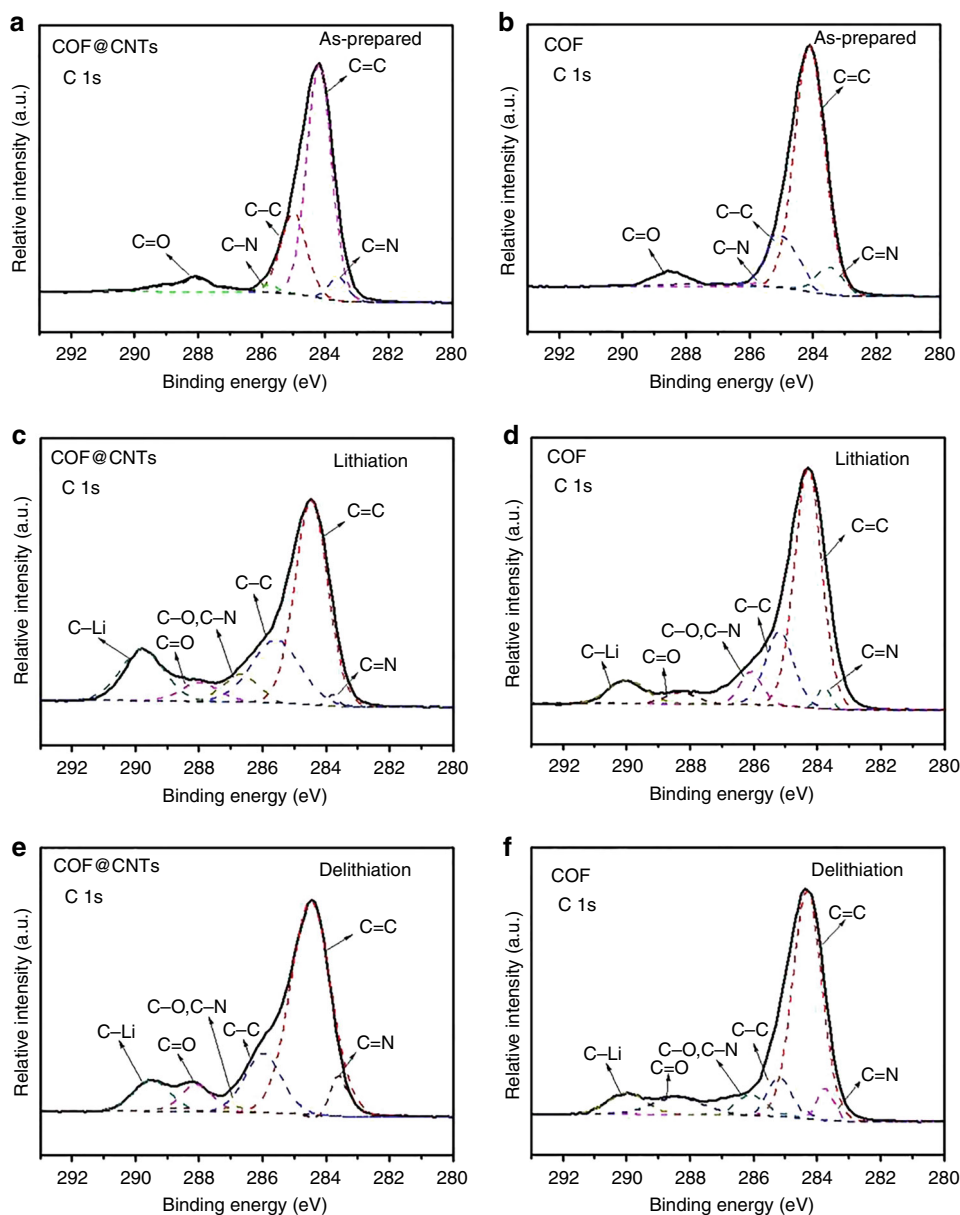 a
COF@CNTs
As-prepared
C 1s
C=C
C–C
C=O
C–N
C=N
Relative intensity (a.u.)
292 290 288 286 284 282 280
Binding energy (eV)
b
COF
As-prepared
C 1s
C=C
C–C
C=O
C–N
C=N
Relative intensity (a.u.)
292 290 288 286 284 282 280
Binding energy (eV)
c
COF@CNTs
Lithiation
C 1s
C=C
C–C
C–O,C–N
C–Li
C=O
C=N
Relative intensity (a.u.)
292 290 288 286 284 282 280
Binding energy (eV)
d
COF
Lithiation
C 1s
C=C
C–C
C–O,C–N
C–Li
C=O
C=N
Relative intensity (a.u.)
292 290 288 286 284 282 280
Binding energy (eV)
e
COF@CNTs
Delithiation
C 1s
C=C
C–O,C–N
C–C
C–Li
C=O
C=N
Relative intensity (a.u.)
292 290 288 286 284 282 280
Binding energy (eV)
f
COF
Delithiation
C 1s
C=C
C–C
C–O,C–N
C–Li
C=O
C=N
Relative intensity (a.u.)
292 290 288 286 284 282 280
Binding energy (eV)